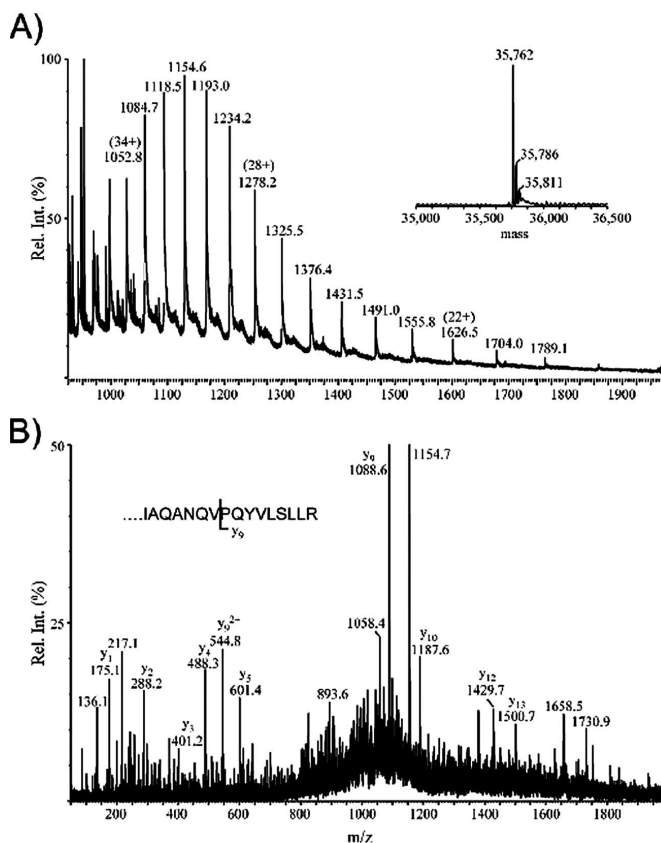 A)
100
50
Rel. Int. (%)
(34+)
1052.8
1084.7
1118.5
1154.6
1193.0
1234.2
(28+)
1278.2
1325.5
1376.4
1431.5
1491.0
1555.8
(22+)
1626.5
1704.0
1789.1
1000 1100 1200 1300 1400 1500 1600 1700 1800 1900
35,762
35,786
35,811
35,000 35,500 36,000 36,500
mass
B)
50
25
Rel. Int. (%)
....IAQANQVPQYVLSLLR
y9
136.1
y1
175.1
217.1
y2
288.2
y3
401.2
y4
488.3
y9²⁻
544.8
y5
601.4
893.6
1058.4
y9
1088.6
1154.7
y10
1187.6
y12
1429.7
y13
1500.7
1658.5
1730.9
200 400 600 800 1000 1200 1400 1600 1800
m/z